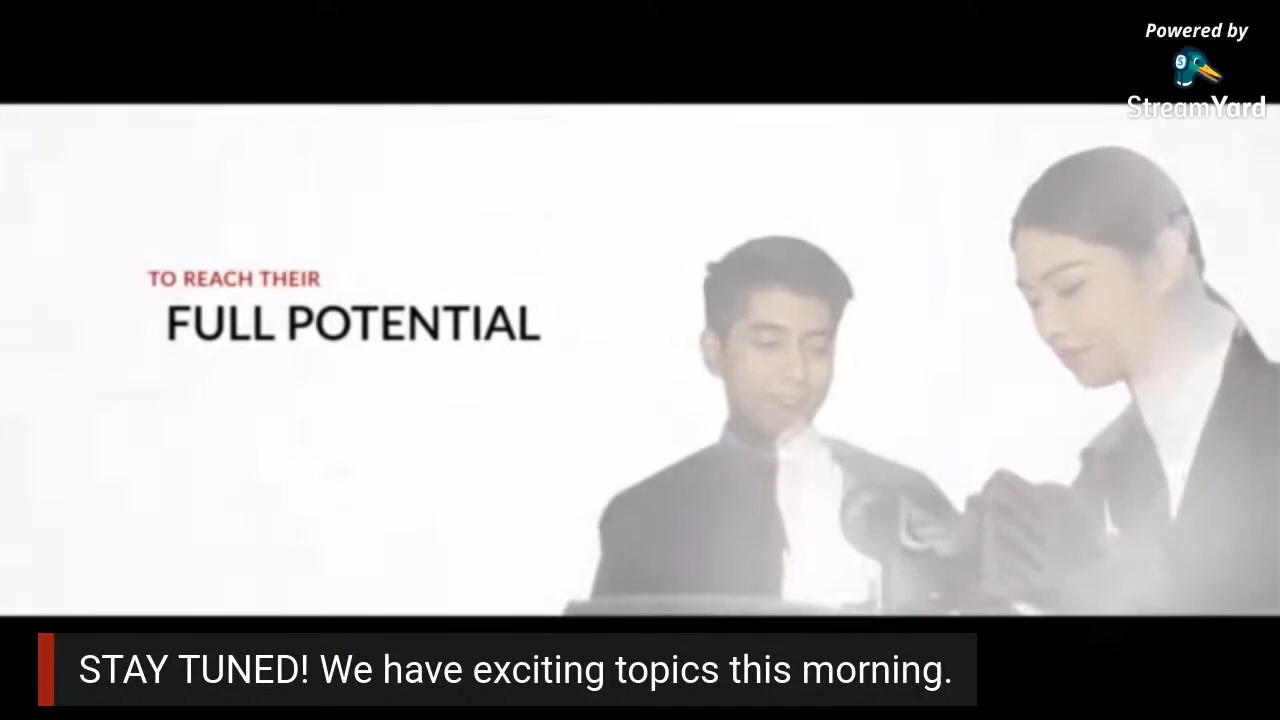 Powered by
StreamYard
TO REACH THEIR
FULL POTENTIAL
STAY TUNED! We have exciting topics this morning.